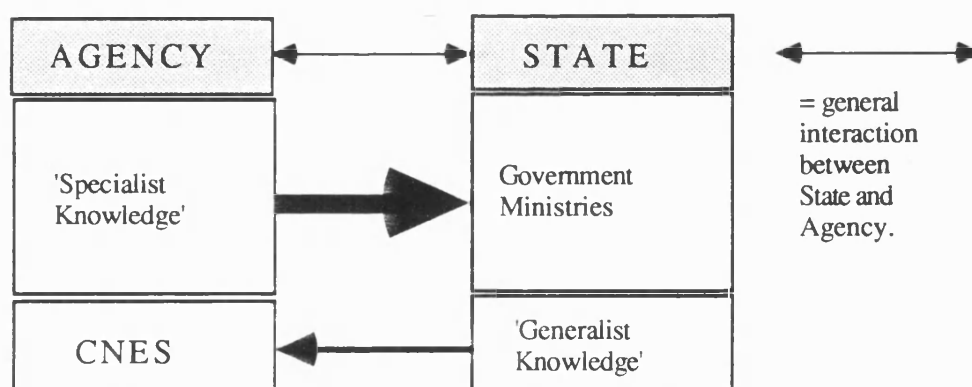 AGENCY
STATE
'Specialist
Knowledge'
Government
Ministries
= general
interaction
between
State and
Agency.
CNES
'Generalist
Knowledge'